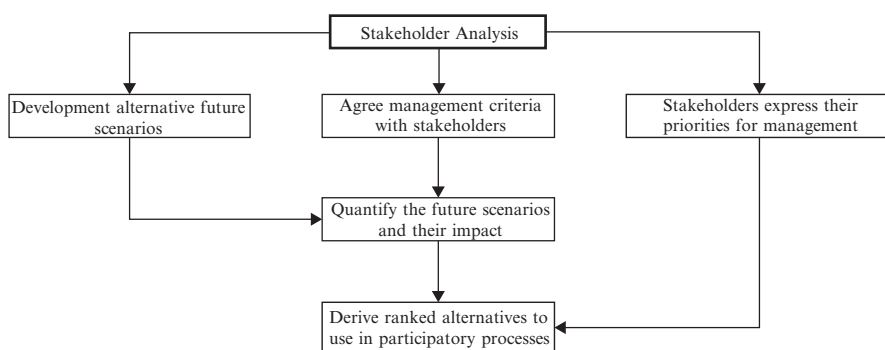 Stakeholder Analysis
Development alternative future
scenarios
Agree management criteria
with stakeholders
Stakeholders express their
priorities for management
Quantify the future scenarios
and their impact
Derive ranked alternatives to
use in participatory processes